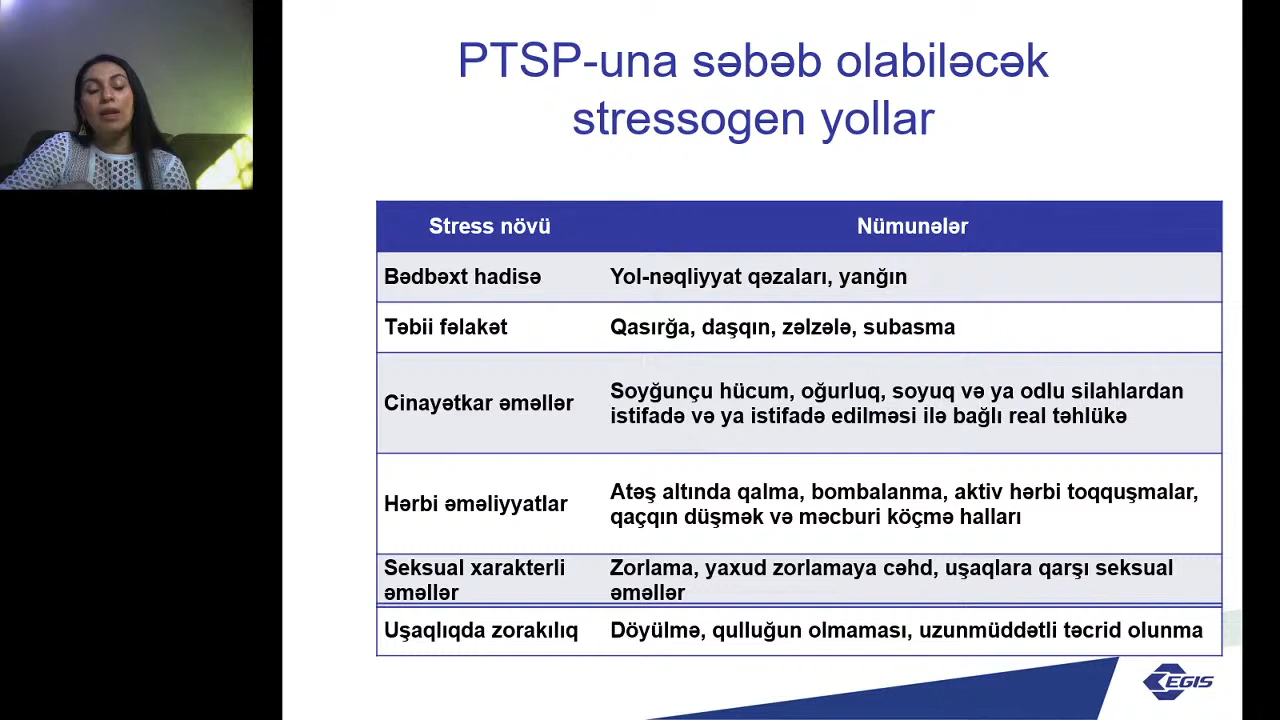 PTSP-una səbəb olabiləcək
stressogen yollar
Stress növü
Nümunələr
Bədbəxt hadisə
Yol-nəqliyyat qəzaları, yanğın
Təbii fəlakət
Qasırğa, daşqın, zəlzələ, subasma
Cinayətkar əməllər
Soyğunçu hücum, oğurluq, soyuq və ya odlu silahlardan
istifadə və ya istifadə edilməsi ilə bağlı real təhlükə
Hərbi əməliyyatlar
Atəş altında qalma, bombalanma, aktiv hərbi toqquşmalar,
qaçqın düşmək və məcburi köçmə halları
Seksual xarakterli
əməllər
Zorlama, yaxud zorlamaya cəhd, uşaqlara qarşı seksual
əməllər
Uşaqlıqda zorakılıq
Döyülmə, qulluğun olmaması, uzunmüddətli təcrid olunma
EGIS